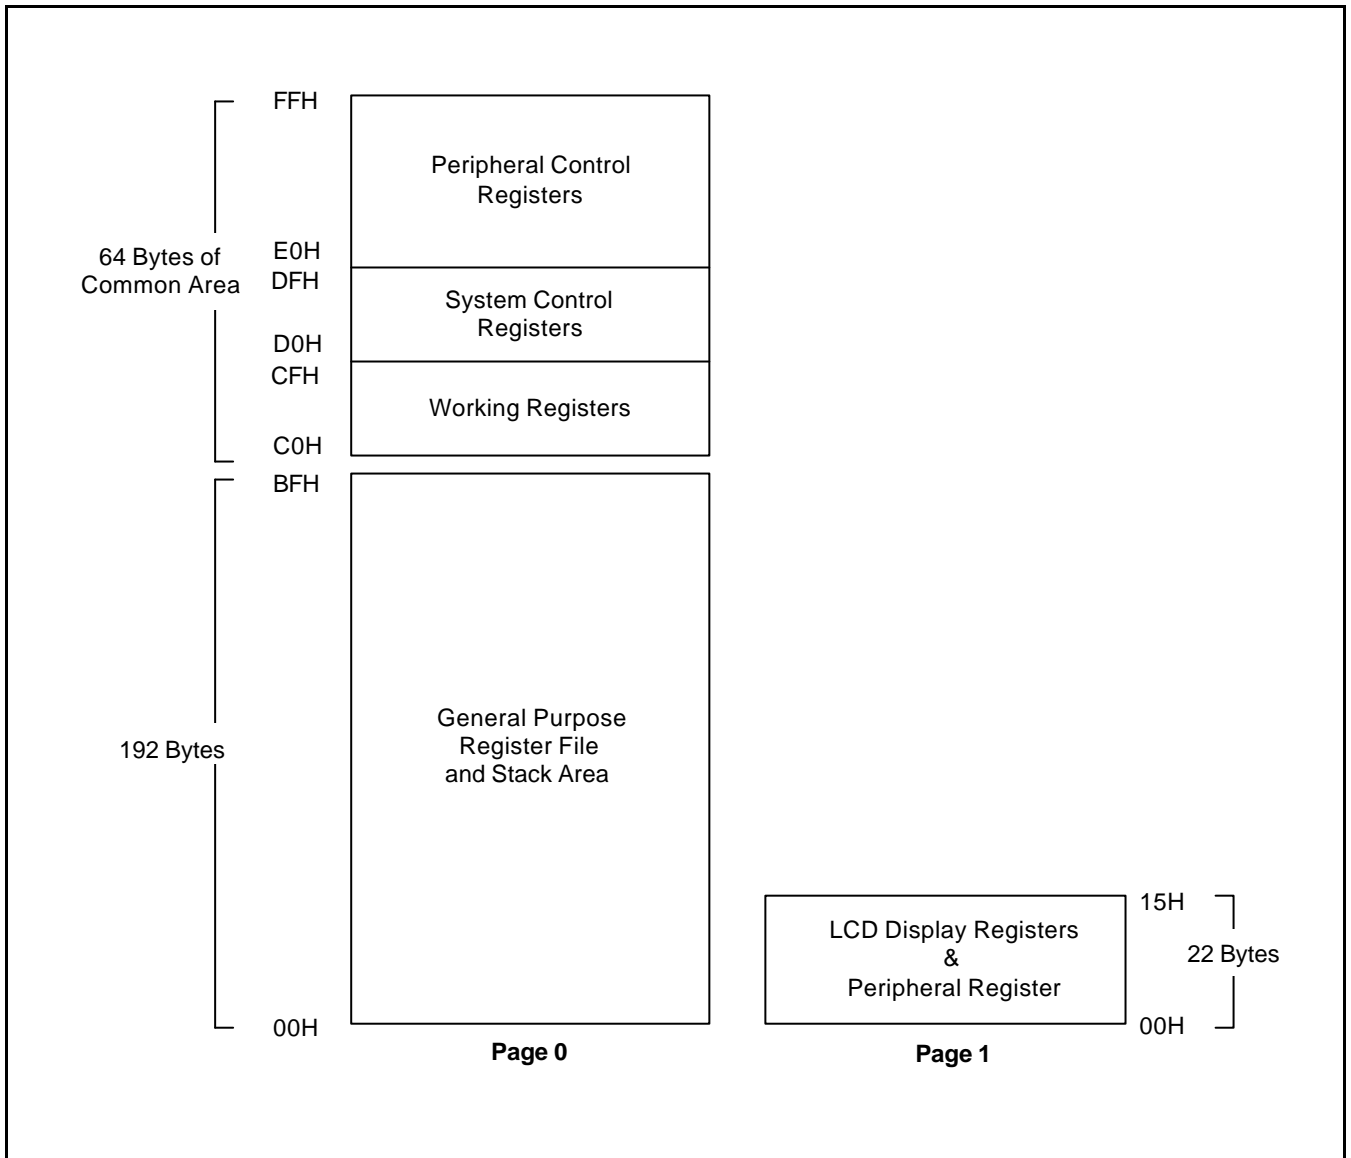 FFH
Peripheral Control
Registers
E0H
64 Bytes of
Common Area
DFH
System Control
Registers
D0H
CFH
Working Registers
C0H
BFH
General Purpose
Register File
and Stack Area
192 Bytes
00H
Page 0
15H
LCD Display Registers
&
Peripheral Register
22 Bytes
00H
Page 1